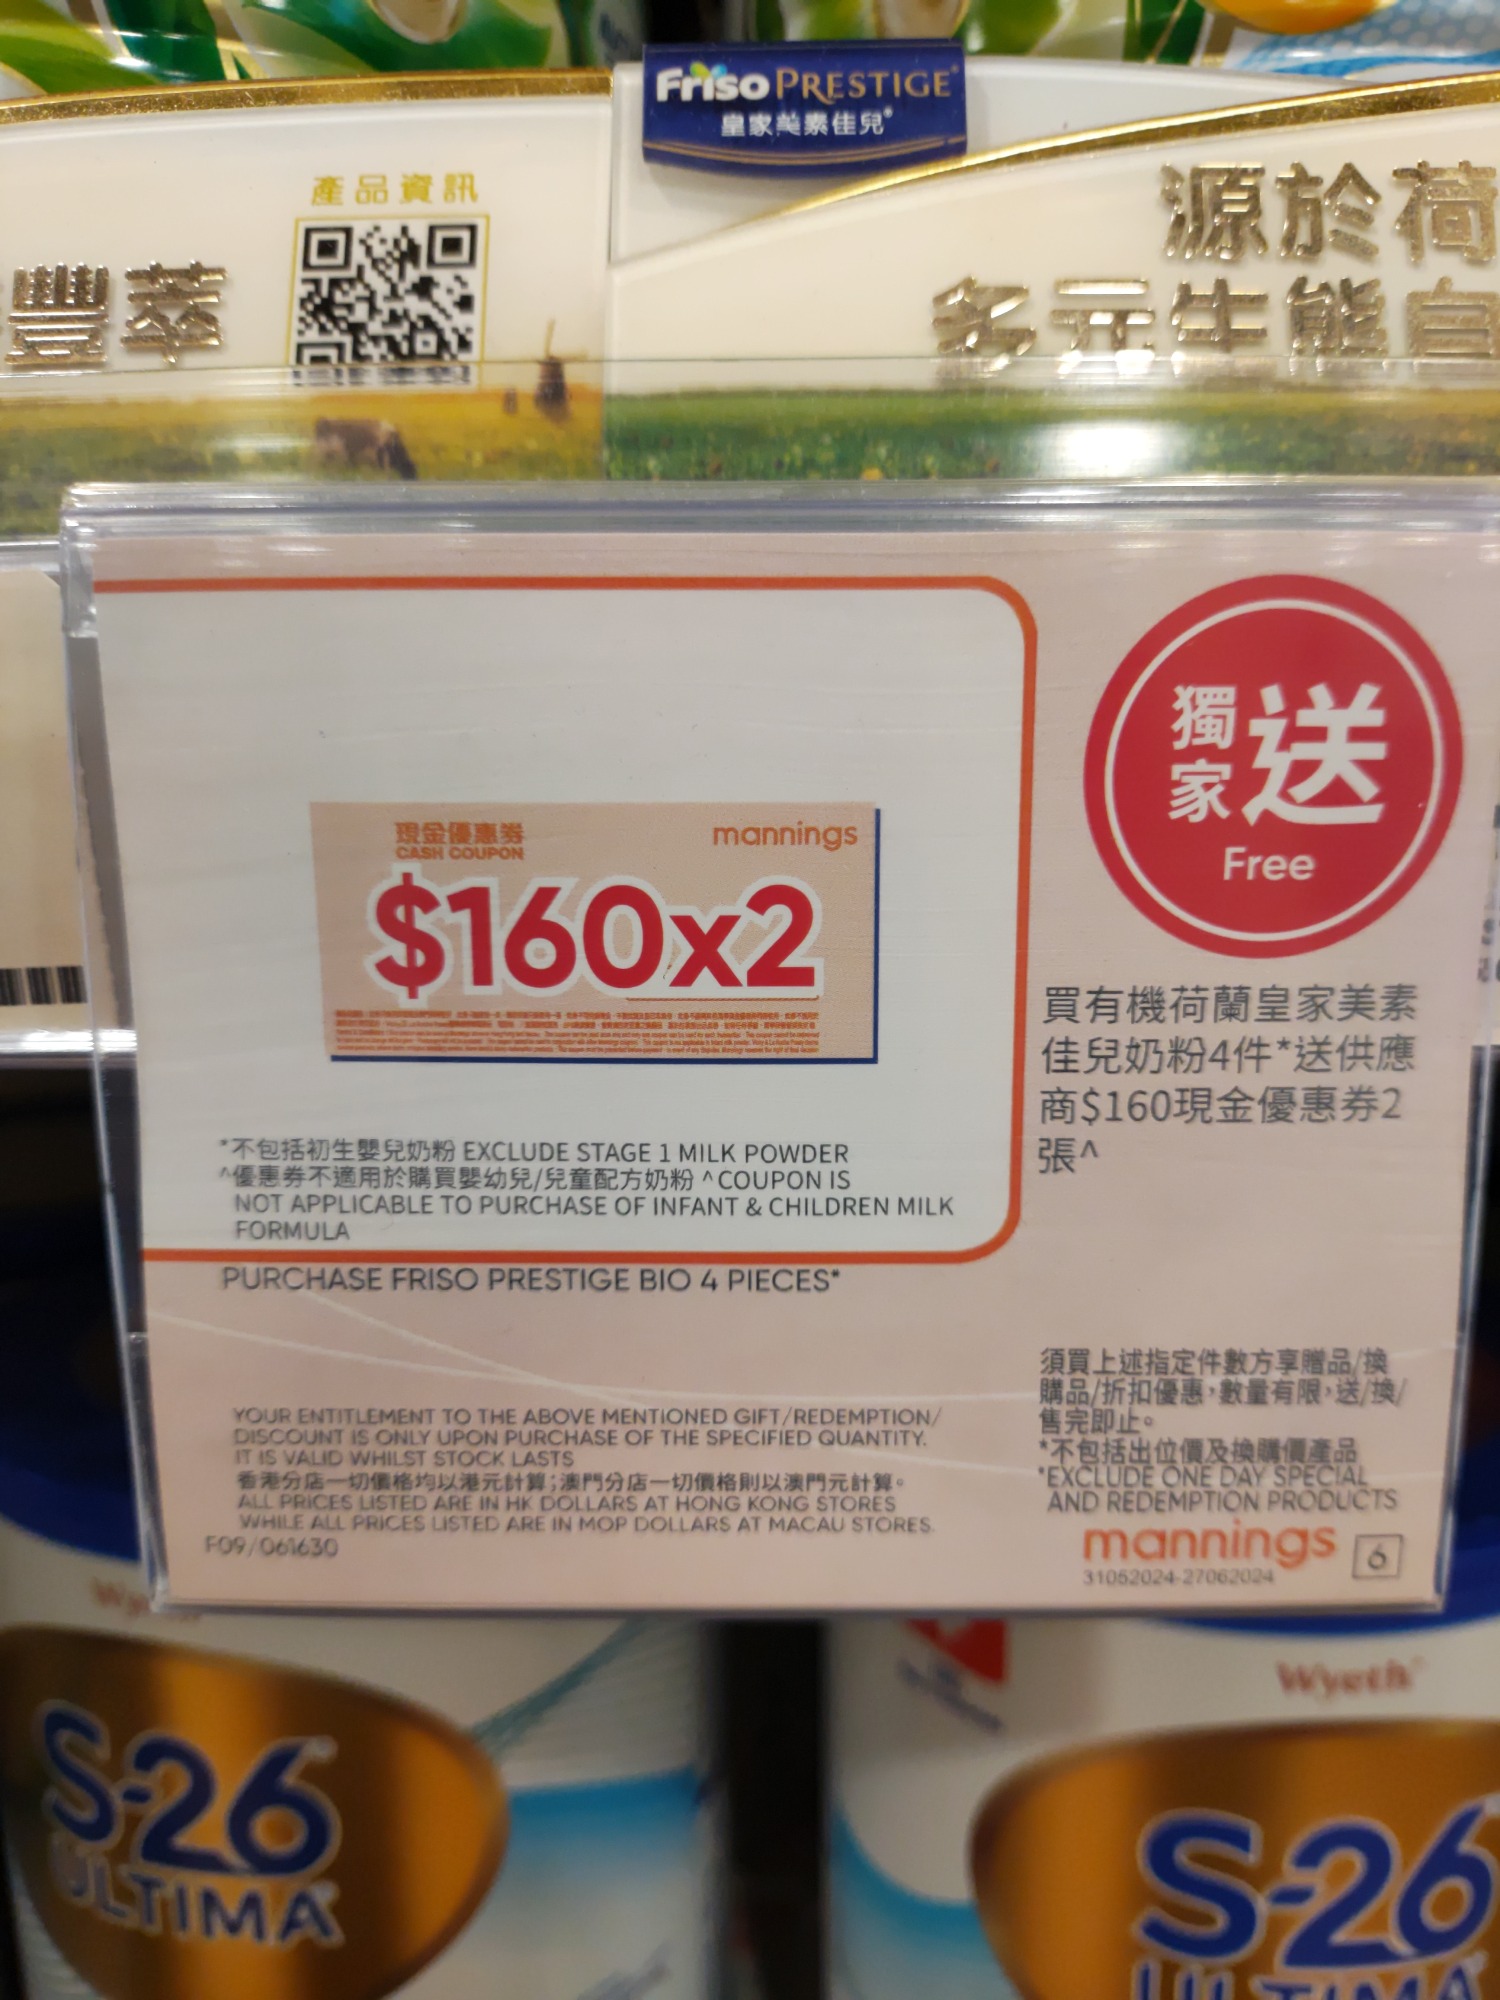 Friso PRESTIGE
皇家美素佳兒
產品資訊
豐萃
源於荷
多元生態自
獨家送
Free
現金優惠券
CASH COUPON
mannings
$160x2
買有機荷蘭皇家美素
佳兒奶粉4件*送供應
商$160現金優惠券2
張^
*不包括初生嬰兒奶粉 EXCLUDE STAGE 1 MILK POWDER
^優惠券不適用於購買嬰幼兒/兒童配方奶粉 ^COUPON IS
NOT APPLICABLE TO PURCHASE OF INFANT & CHILDREN MILK
FORMULA
PURCHASE FRISO PRESTIGE BIO 4 PIECES*
須買上述指定件數方享贈品/換
購品/折扣優惠，數量有限，送/換/
售完即止。
*不包括出位價及換購價產品
*EXCLUDE ONE DAY SPECIAL
AND REDEMPTION PRODUCTS
YOUR ENTITLEMENT TO THE ABOVE MENTIONED GIFT/REDEMPTION/
DISCOUNT IS ONLY UPON PURCHASE OF THE SPECIFIED QUANTITY.
IT IS VALID WHILST STOCK LASTS
香港分店一切價格均以港元計算；澳門分店一切價格則以澳門元計算。
ALL PRICES LISTED ARE IN HK DOLLARS AT HONG KONG STORES
WHILE ALL PRICES LISTED ARE IN MOP DOLLARS AT MACAU STORES.
F09/061630
mannings 6
31052024-27062024
Wyeth
S-26
ULTIMA
Wyeth
S-26
ULTIMA